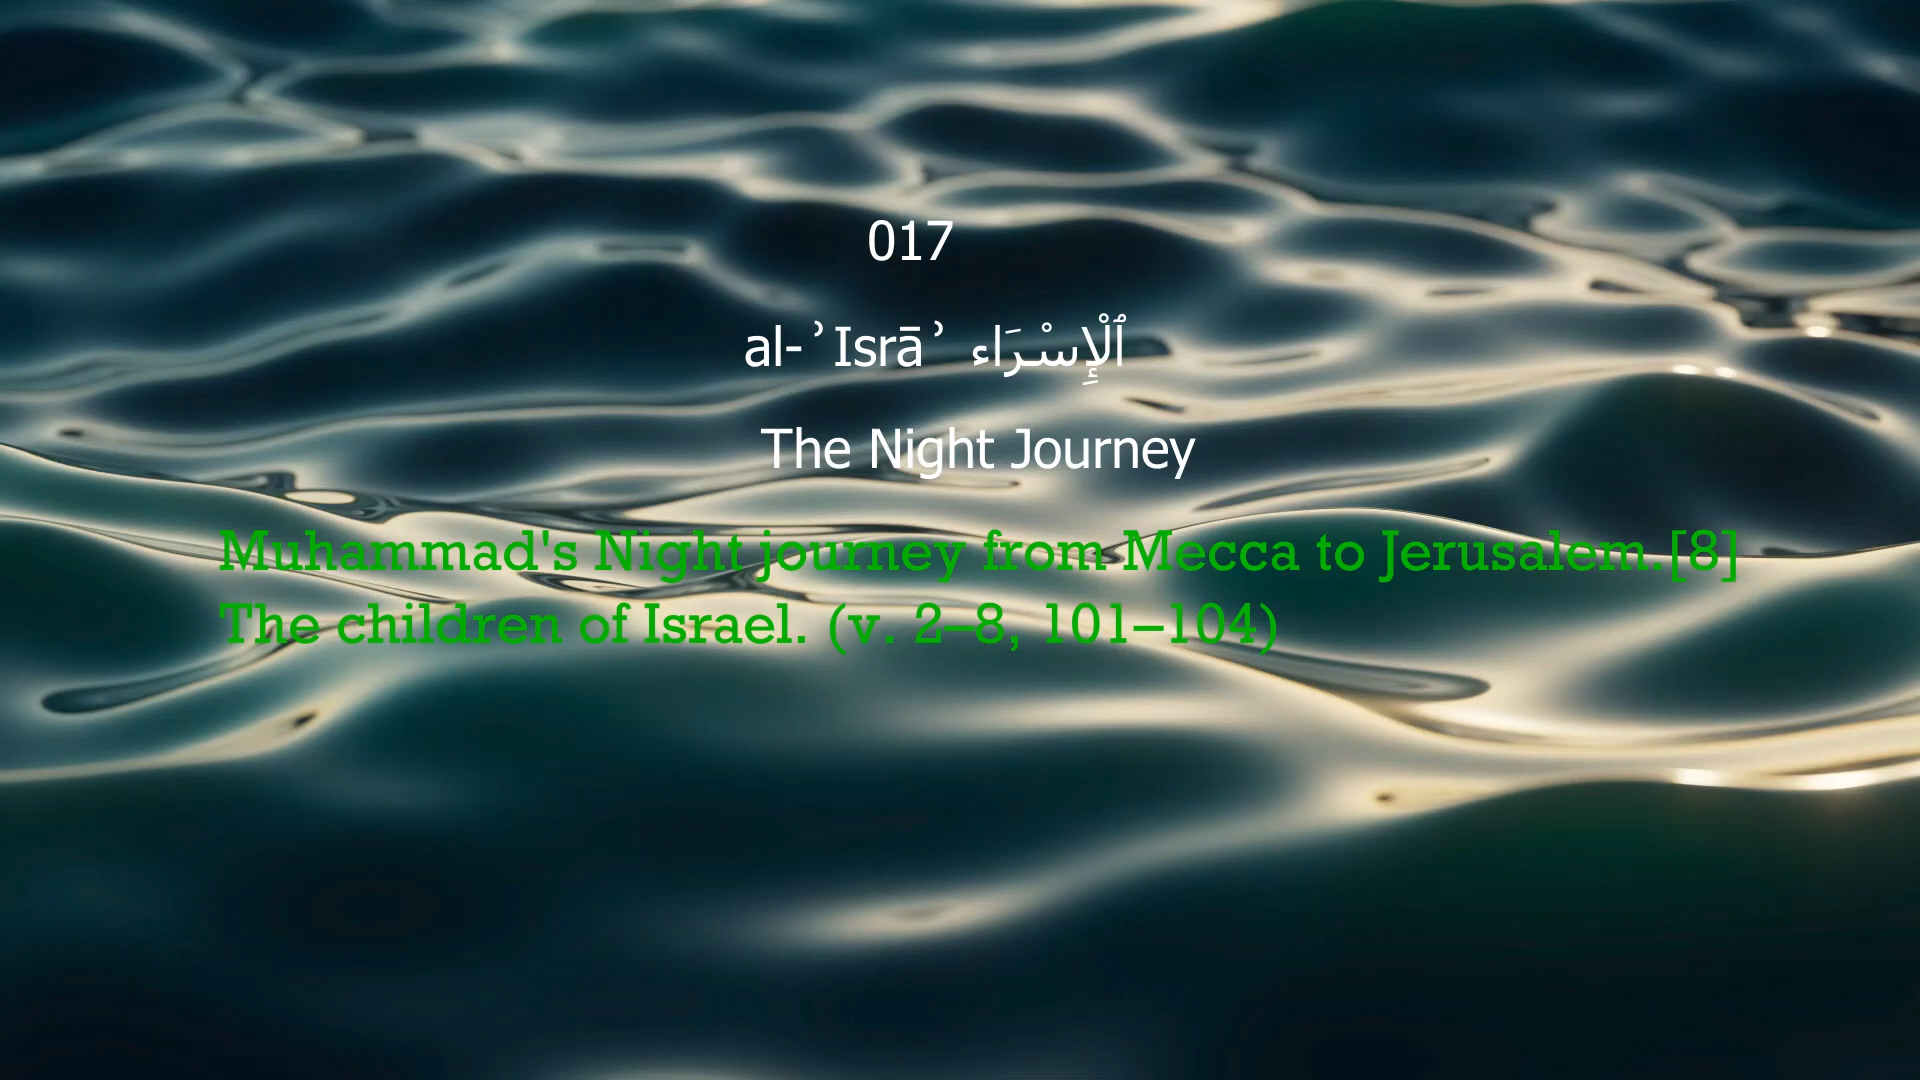 017
al-ʾIsrāʾ ٱلْإِسْـرَاء
The Night Journey
Muhammad's Night journey from Mecca to Jerusalem.[8]
The children of Israel. (v. 2–8, 101–104)